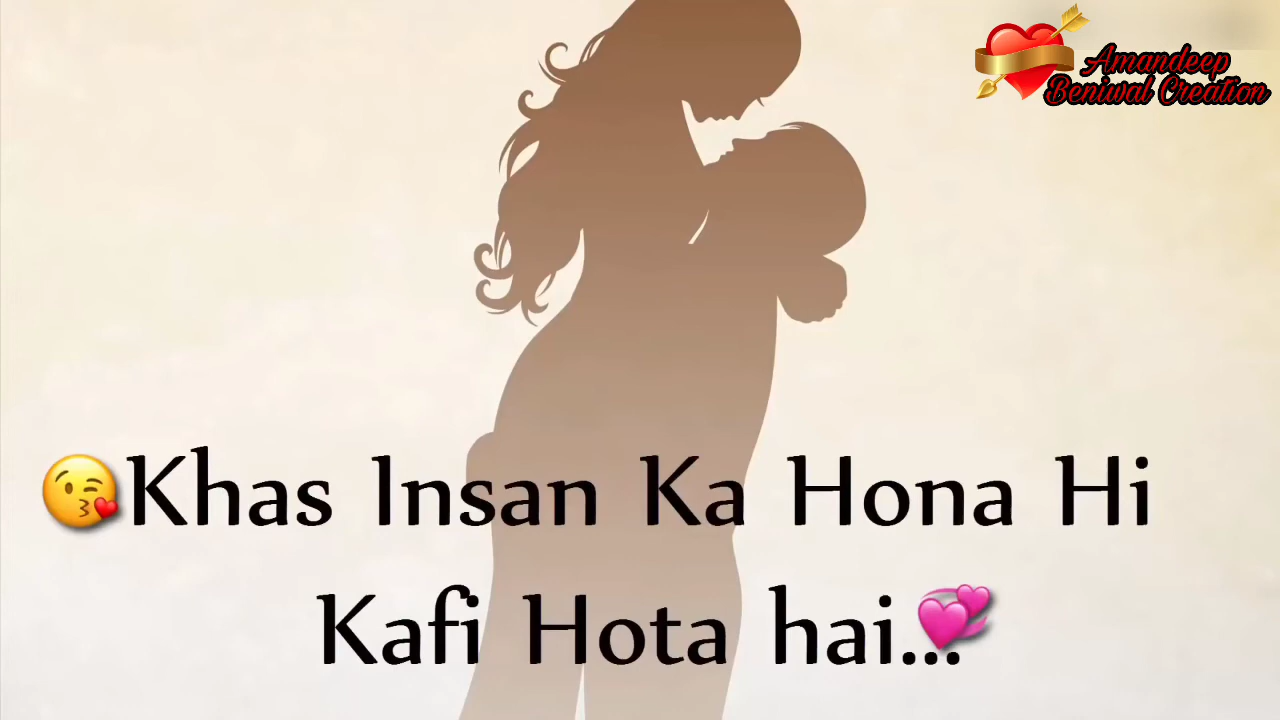 Amandeep
Beniwal Creation
😘Khas Insan Ka Hona Hi
Kafi Hota hai...💞